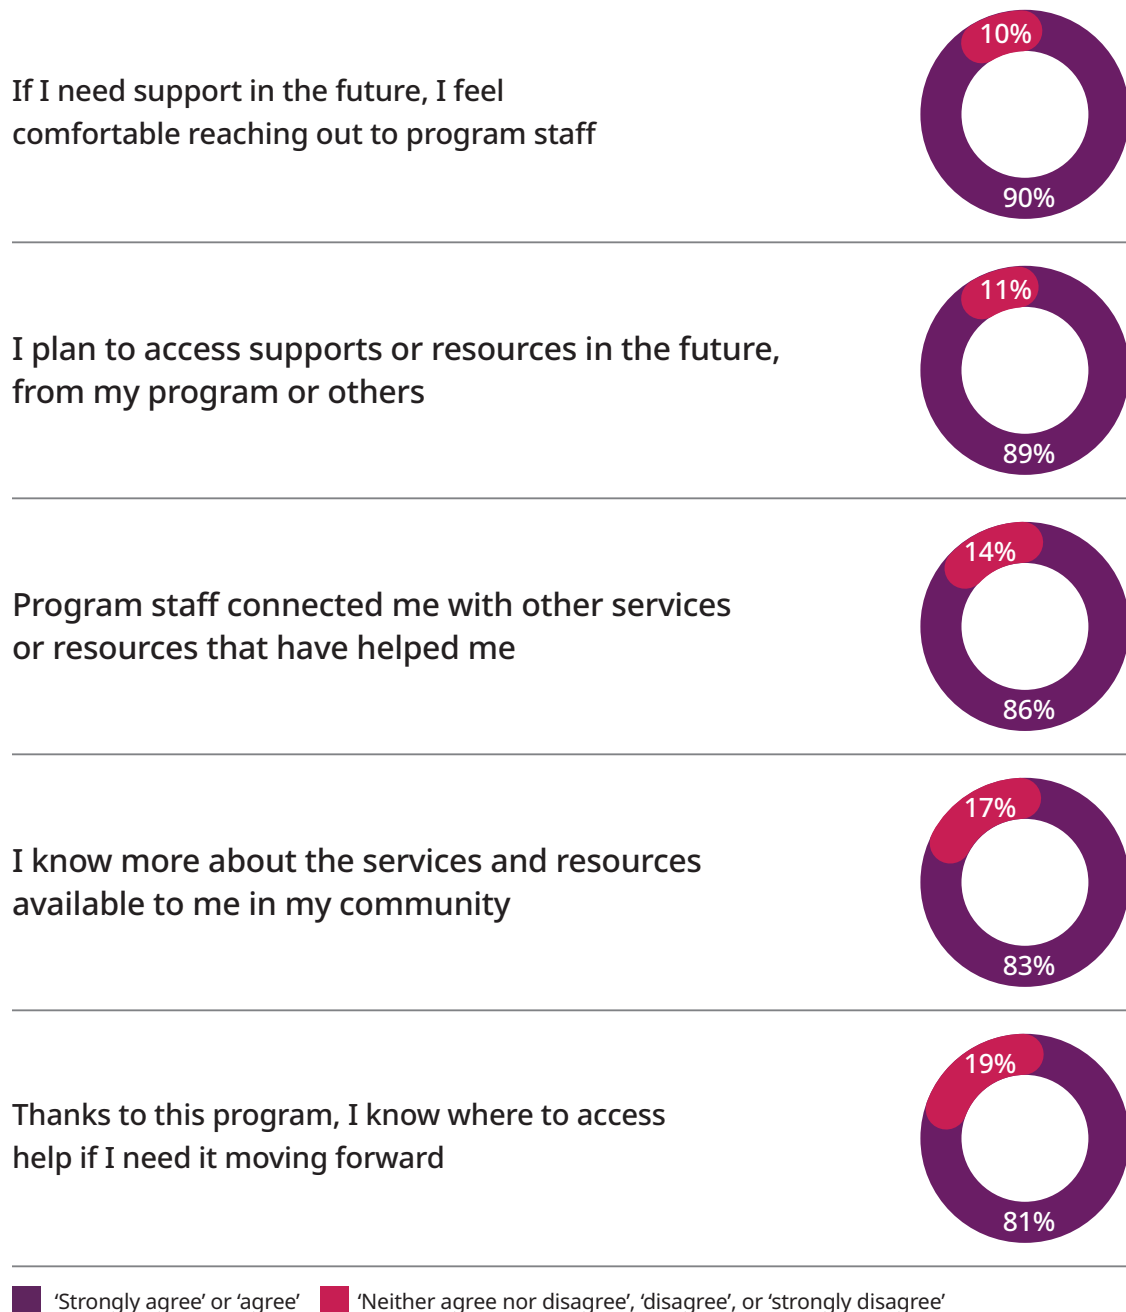 10%
If I need support in the future, I feel
comfortable reaching out to program staff
90%
11%
I plan to access supports or resources in the future,
from my program or others
89%
14%
Program staff connected me with other services
or resources that have helped me
86%
17%
I know more about the services and resources
available to me in my community
83%
19%
Thanks to this program, I know where to access
help if I need it moving forward
81%
‘Strongly agree’ or ‘agree’ ‘Neither agree nor disagree’, ‘disagree’, or ‘strongly disagree’